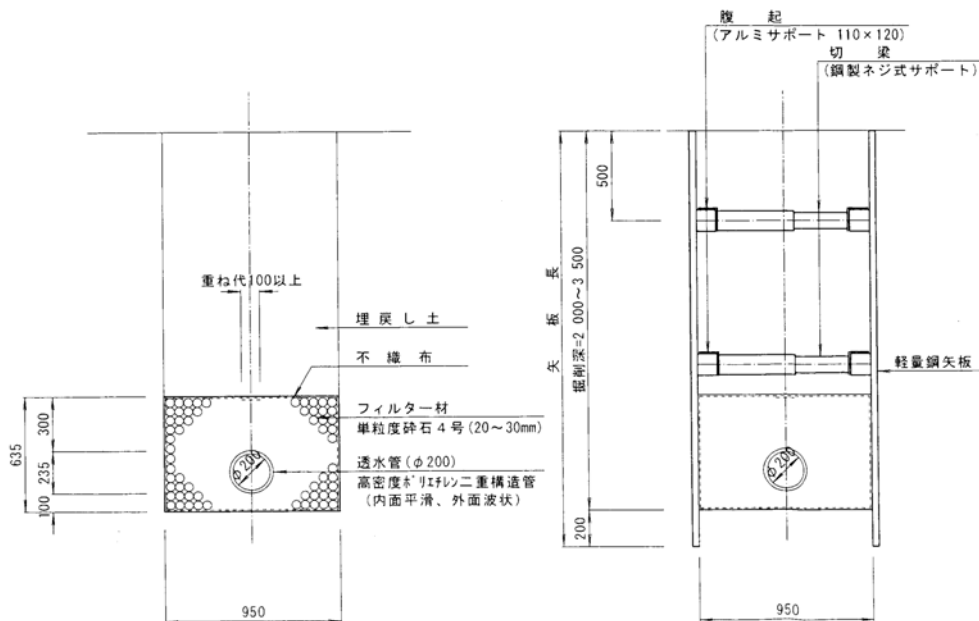 腹 起
(アルミサポート 110×120)
切 梁
(鋼製ネジ式サポート)
500
重ね代100以上
埋 戻 し 土
不 織 布
フィルター材
単粒度砕石4号(20~30mm)
透水管(φ200)
高密度ポリエチレン二重構造管
(内面平滑、外面波状)
635
300
235
100
φ200
950
矢 板 長
掘削深=2 000~3 500
200
軽量鋼矢板
φ200
950